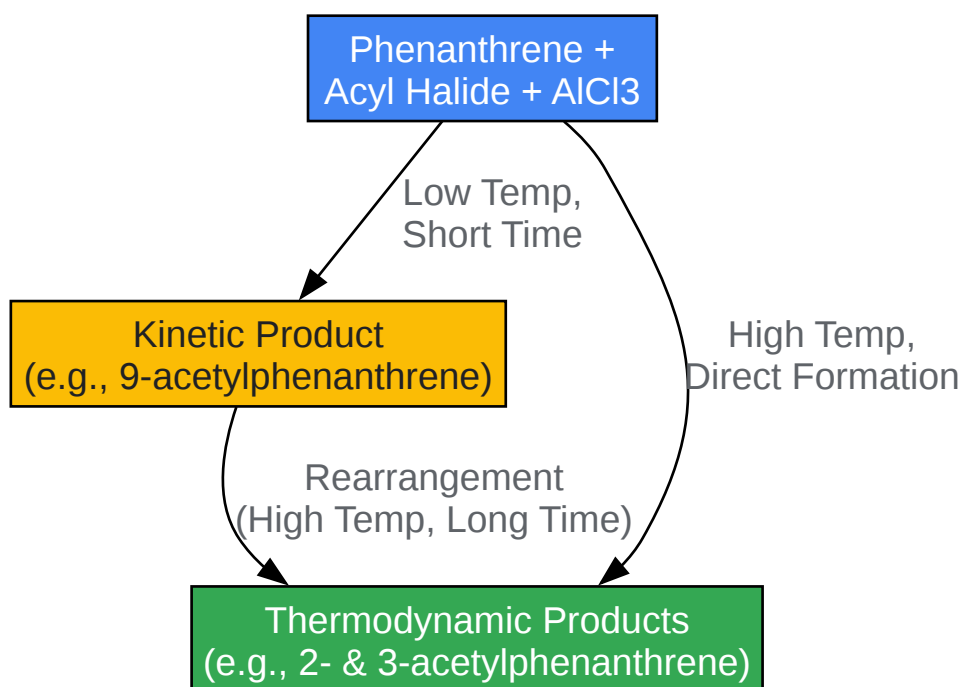 Phenanthrene +
Acyl Halide + AlCl3
Low Temp,
Short Time
Kinetic Product
(e.g., 9-acetylphenanthrene)
High Temp,
Direct Formation
Rearrangement
(High Temp, Long Time)
Thermodynamic Products
(e.g., 2- & 3-acetylphenanthrene)